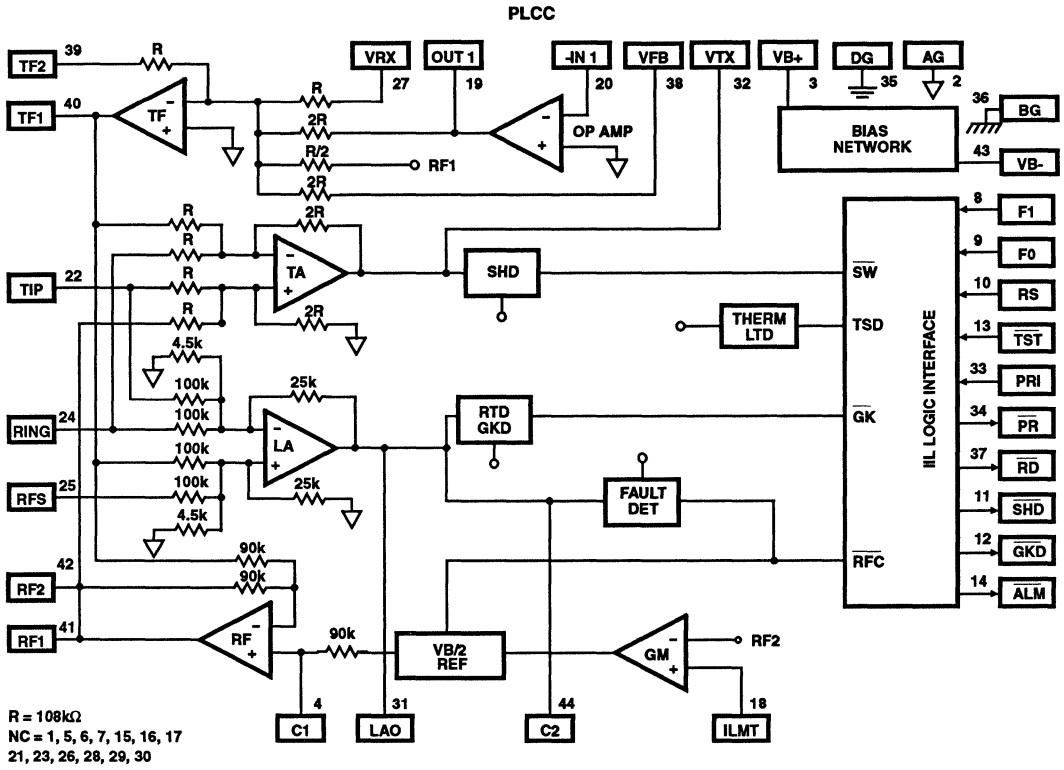 PLCC
39
TF2
R
VRX
27
OUT 1
19
-IN 1
20
VFB
38
VTX
32
VB+
3
DG
35
AG
2
36
BG
40
TF1
TF
-
+
R
2R
R/2
RF1
2R
-
+
OP AMP
BIAS
NETWORK
43
VB-
R
R
2R
TIP
22
R
R
-
+
TA
2R
SHD
SW
THERM
LTD
TSD
4.5k
100k
RING
24
100k
25k
-
+
LA
25k
RTD
GKD
GK
100k
RFS
25
100k
4.5k
FAULT
DET
IIL LOGIC INTERFACE
8
F1
9
F0
10
RS
13
TST
33
PRI
34
PR
37
RD
11
SHD
12
GKD
14
ALM
90k
RFC
RF2
42
90k
RF1
41
RF
-
+
90k
VB/2
REF
GM
-
+
RF2
4
C1
31
LAO
44
C2
18
ILMT
R = 108kΩ
NC = 1, 5, 6, 7, 15, 16, 17
21, 23, 26, 28, 29, 30